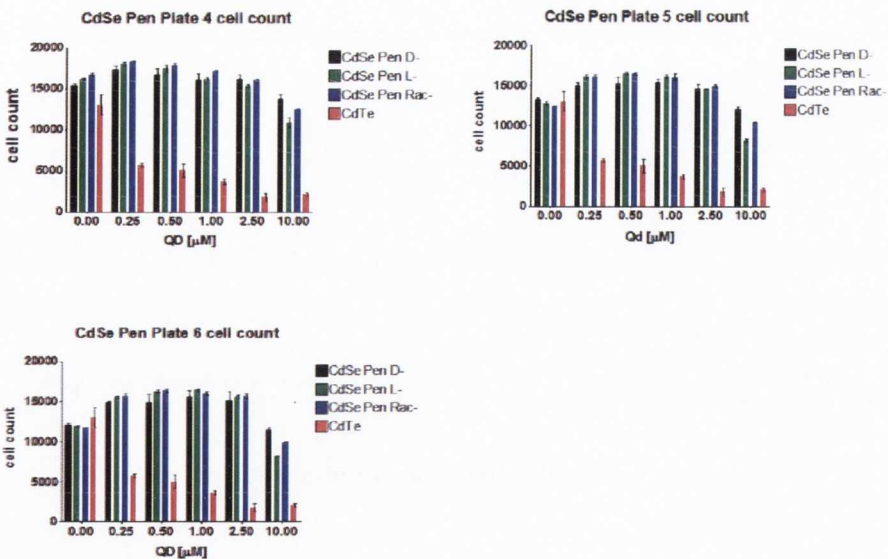 CdSe Pen Plate 4 cell count
20000
15000
10000
5000
0
cell count
0.00 0.25 0.50 1.00 2.50 10.00
QD [µM]
CdSe Pen D-
CdSe Pen L-
CdSe Pen Rac-
CdTe
CdSe Pen Plate 5 cell count
20000
15000
10000
5000
0
cell count
0.00 0.25 0.50 1.00 2.50 10.00
Qd [µM]
CdSe Pen D-
CdSe Pen L-
CdSe Pen Rac-
CdTe
CdSe Pen Plate 6 cell count
20000
15000
10000
5000
0
cell count
0.00 0.25 0.50 1.00 2.50 10.00
QD [µM]
CdSe Pen D-
CdSe Pen L-
CdSe Pen Rac-
CdTe